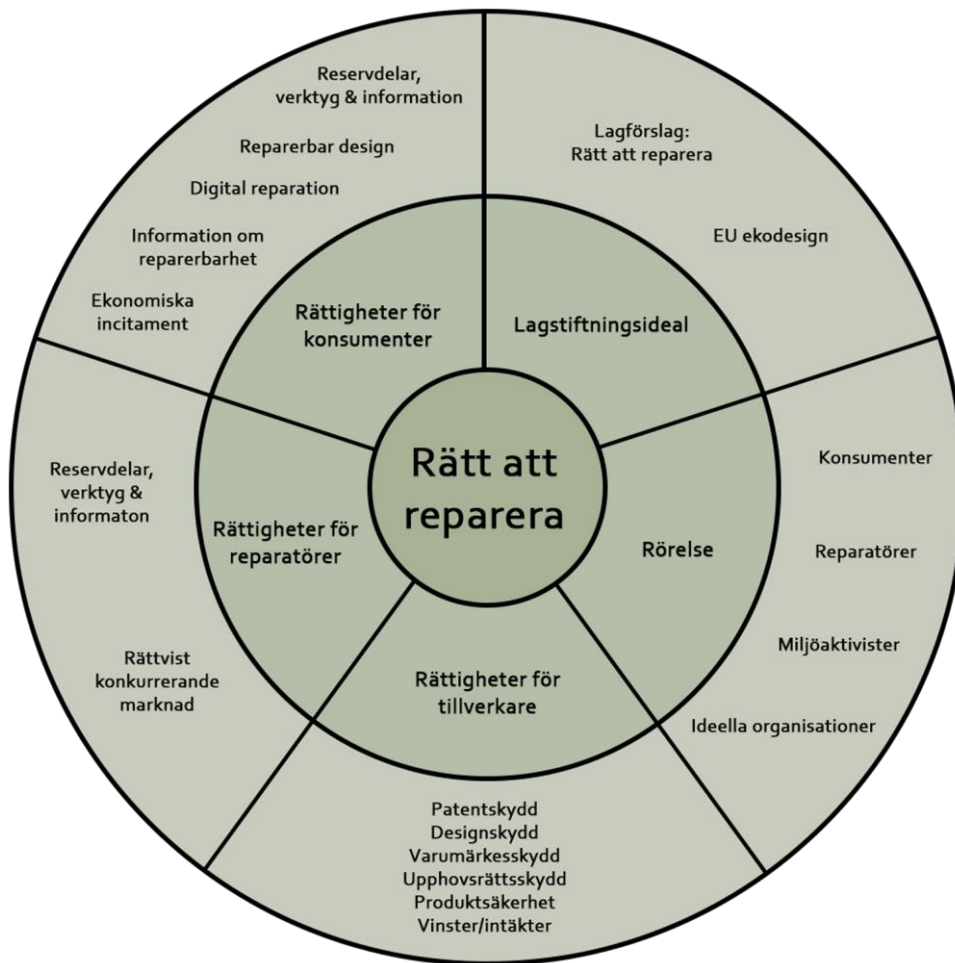 Rätt att
reparera
Lagstiftningsideal
Lagförslag:
Rätt att reparera
EU ekodesign
Rörelse
Konsumenter
Reparatörer
Miljöaktivister
Ideella organisationer
Rättigheter för
tillverkare
Patentskydd
Designskydd
Varumärkesskydd
Upphovsrättsskydd
Produktsäkerhet
Vinster/intäkter
Rättigheter för
reparatörer
Reservdelar,
verktyg &
informaton
Rättvist
konkurrerande
marknad
Rättigheter för
konsumenter
Reservdelar,
verktyg & information
Reparerbar design
Digital reparation
Information om
reparerbarhet
Ekonomiska
incitament